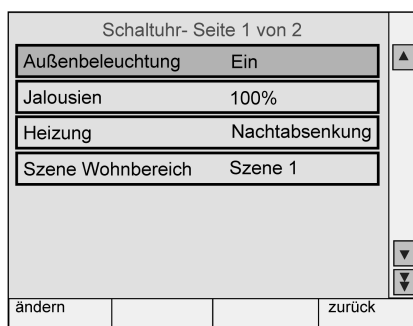 Schaltuhr- Seite 1 von 2
Außenbeleuchtung Ein
Jalousien 100%
Heizung Nachtabsenkung
Szene Wohnbereich Szene 1
ändern zurück